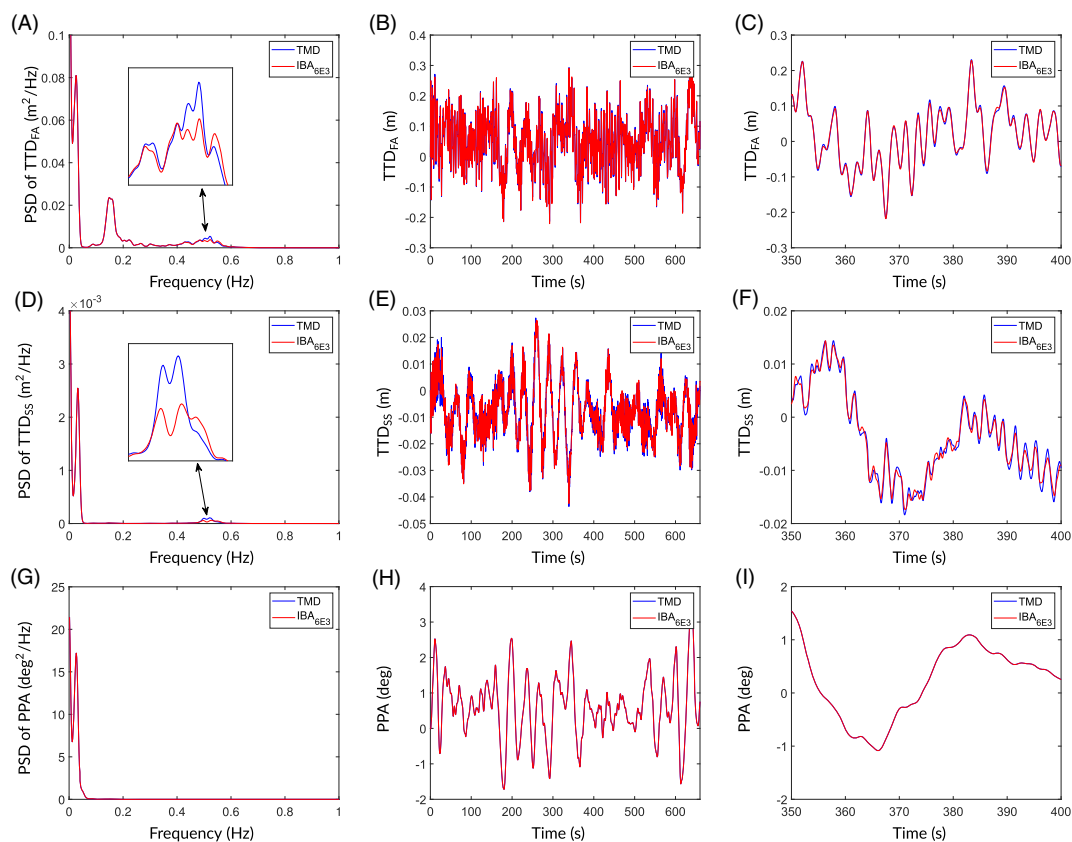 (A)
PSD of TTD_FA (m²/Hz)
0.1
0.08
0.06
0.04
0.02
0
0 0.2 0.4 0.6 0.8 1
Frequency (Hz)
TMD
IBA_6E3
(B)
TTD_FA (m)
0.3
0.2
0.1
0
-0.1
-0.2
-0.3
0 100 200 300 400 500 600
Time (s)
TMD
IBA_6E3
(C)
TTD_FA (m)
0.3
0.2
0.1
0
-0.1
-0.2
-0.3
350 360 370 380 390 400
Time (s)
TMD
IBA_6E3
(D)
× 10⁻³
PSD of TTD_SS (m²/Hz)
4
3
2
1
0
0 0.2 0.4 0.6 0.8 1
Frequency (Hz)
TMD
IBA_6E3
(E)
TTD_SS (m)
0.03
0.02
0.01
0
-0.01
-0.02
-0.03
-0.04
-0.05
0 100 200 300 400 500 600
Time (s)
TMD
IBA_6E3
(F)
TTD_SS (m)
0.02
0.01
0
-0.01
-0.02
350 360 370 380 390 400
Time (s)
TMD
IBA_6E3
(G)
PSD of PPA (deg²/Hz)
25
20
15
10
5
0
0 0.2 0.4 0.6 0.8 1
Frequency (Hz)
TMD
IBA_6E3
(H)
PPA (deg)
4
3
2
1
0
-1
-2
0 100 200 300 400 500 600
Time (s)
TMD
IBA_6E3
(I)
PPA (deg)
2
1
0
-1
-2
350 360 370 380 390 400
Time (s)
TMD
IBA_6E3